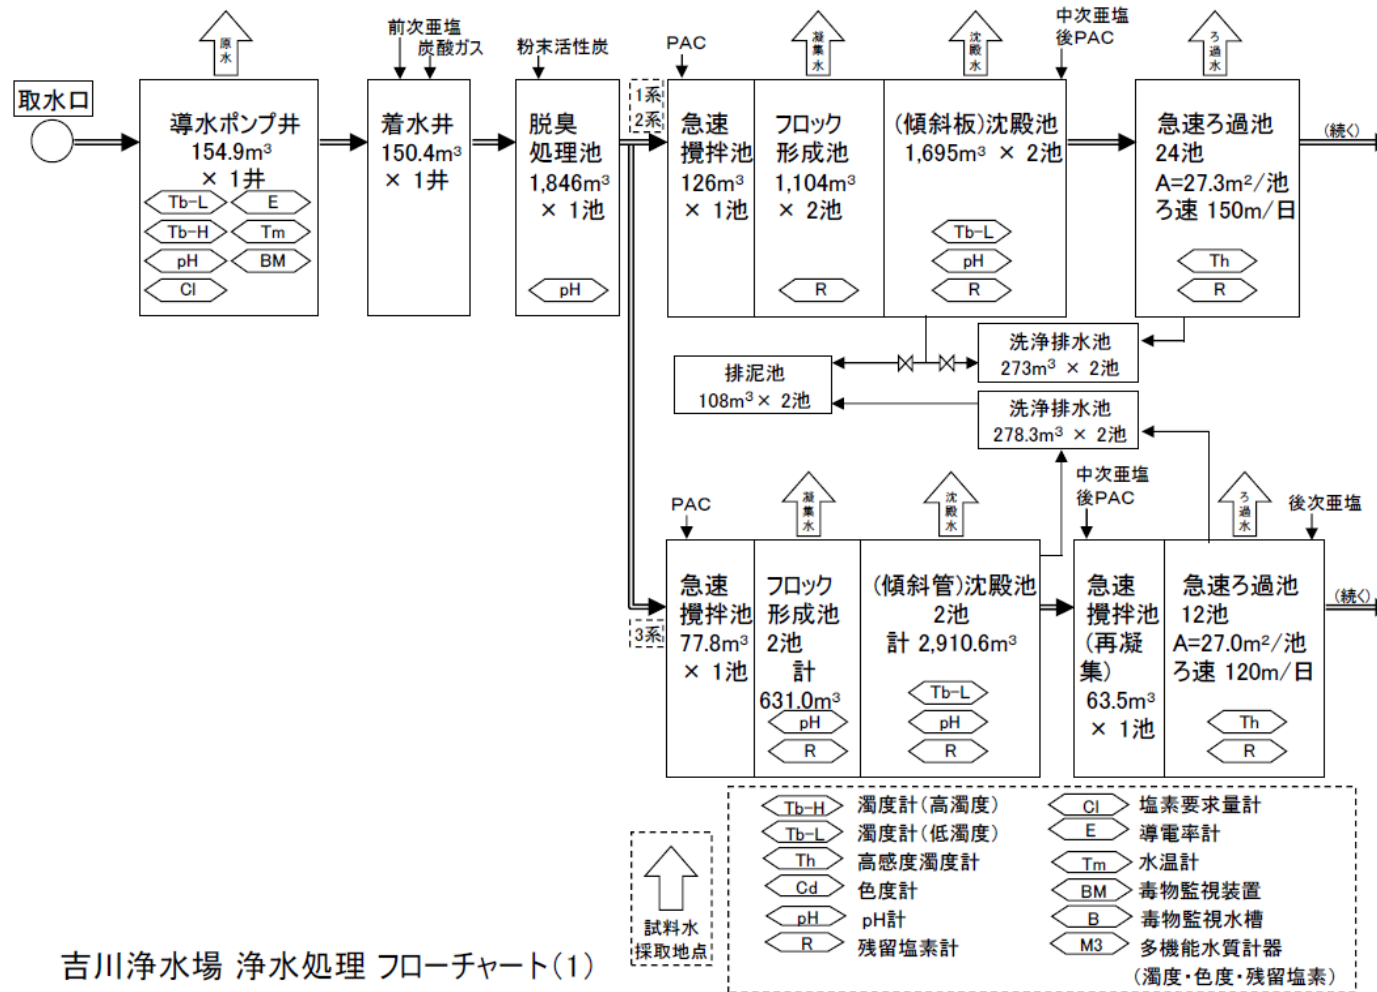 取水口
原水
導水ポンプ井
154.9m³
× 1井
Tb-L
E
Tb-H
Tm
pH
BM
Cl
前次亜塩
炭酸ガス
着水井
150.4m³
× 1井
粉末活性炭
脱臭
処理池
1,846m³
× 1池
pH
1系
2系
PAC
急速
攪拌池
126m³
× 1池
凝集水
フロック
形成池
1,104m³
× 2池
R
沈殿水
(傾斜板)沈殿池
1,695m³ × 2池
Tb-L
pH
R
中次亜塩
後PAC
ろ過水
急速ろ過池
24池
A=27.3m²/池
ろ速 150m/日
Th
R
(続く)
排泥池
108m³ × 2池
洗浄排水池
273m³ × 2池
洗浄排水池
278.3m³ × 2池
3系
PAC
急速
攪拌池
77.8m³
× 1池
凝集水
フロック
形成池
2池
計
631.0m³
pH
R
沈殿水
(傾斜管)沈殿池
2池
計 2,910.6m³
Tb-L
pH
R
中次亜塩
後PAC
急速
攪拌池
(再凝
集)
63.5m³
× 1池
ろ過水
後次亜塩
急速ろ過池
12池
A=27.0m²/池
ろ速 120m/日
Th
R
(続く)
試料水
採取地点
Tb-H 濁度計(高濁度)
Tb-L 濁度計(低濁度)
Th 高感度濁度計
Cd 色度計
pH pH計
R 残留塩素計
Cl 塩素要求量計
E 導電率計
Tm 水温計
BM 毒物監視装置
B 毒物監視水槽
M3 多機能水質計器
(濁度・色度・残留塩素)
吉川浄水場 浄水処理 フローチャート(1)